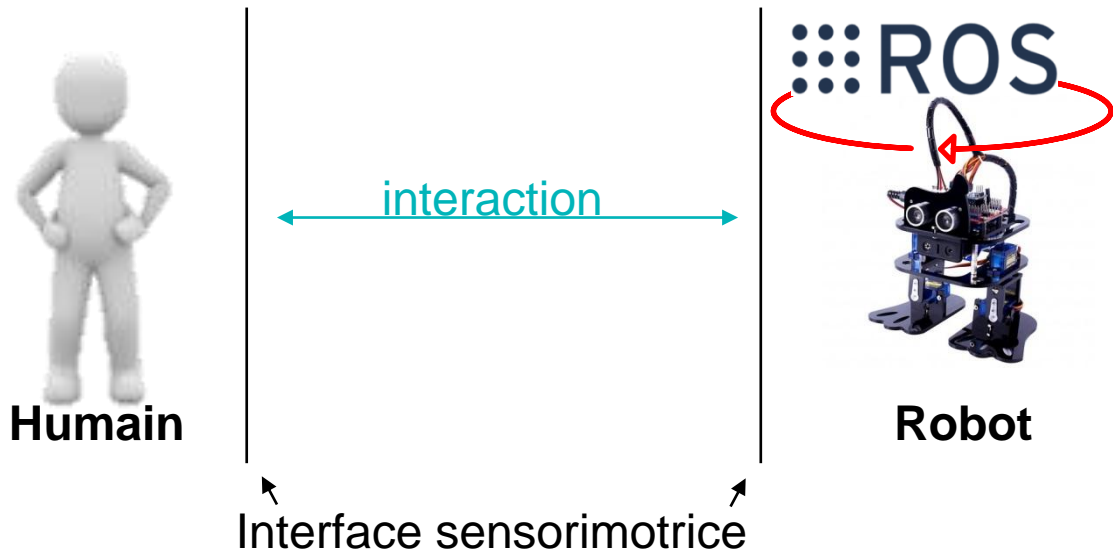 ROS
interaction
Humain
Robot
Interface sensorimotrice